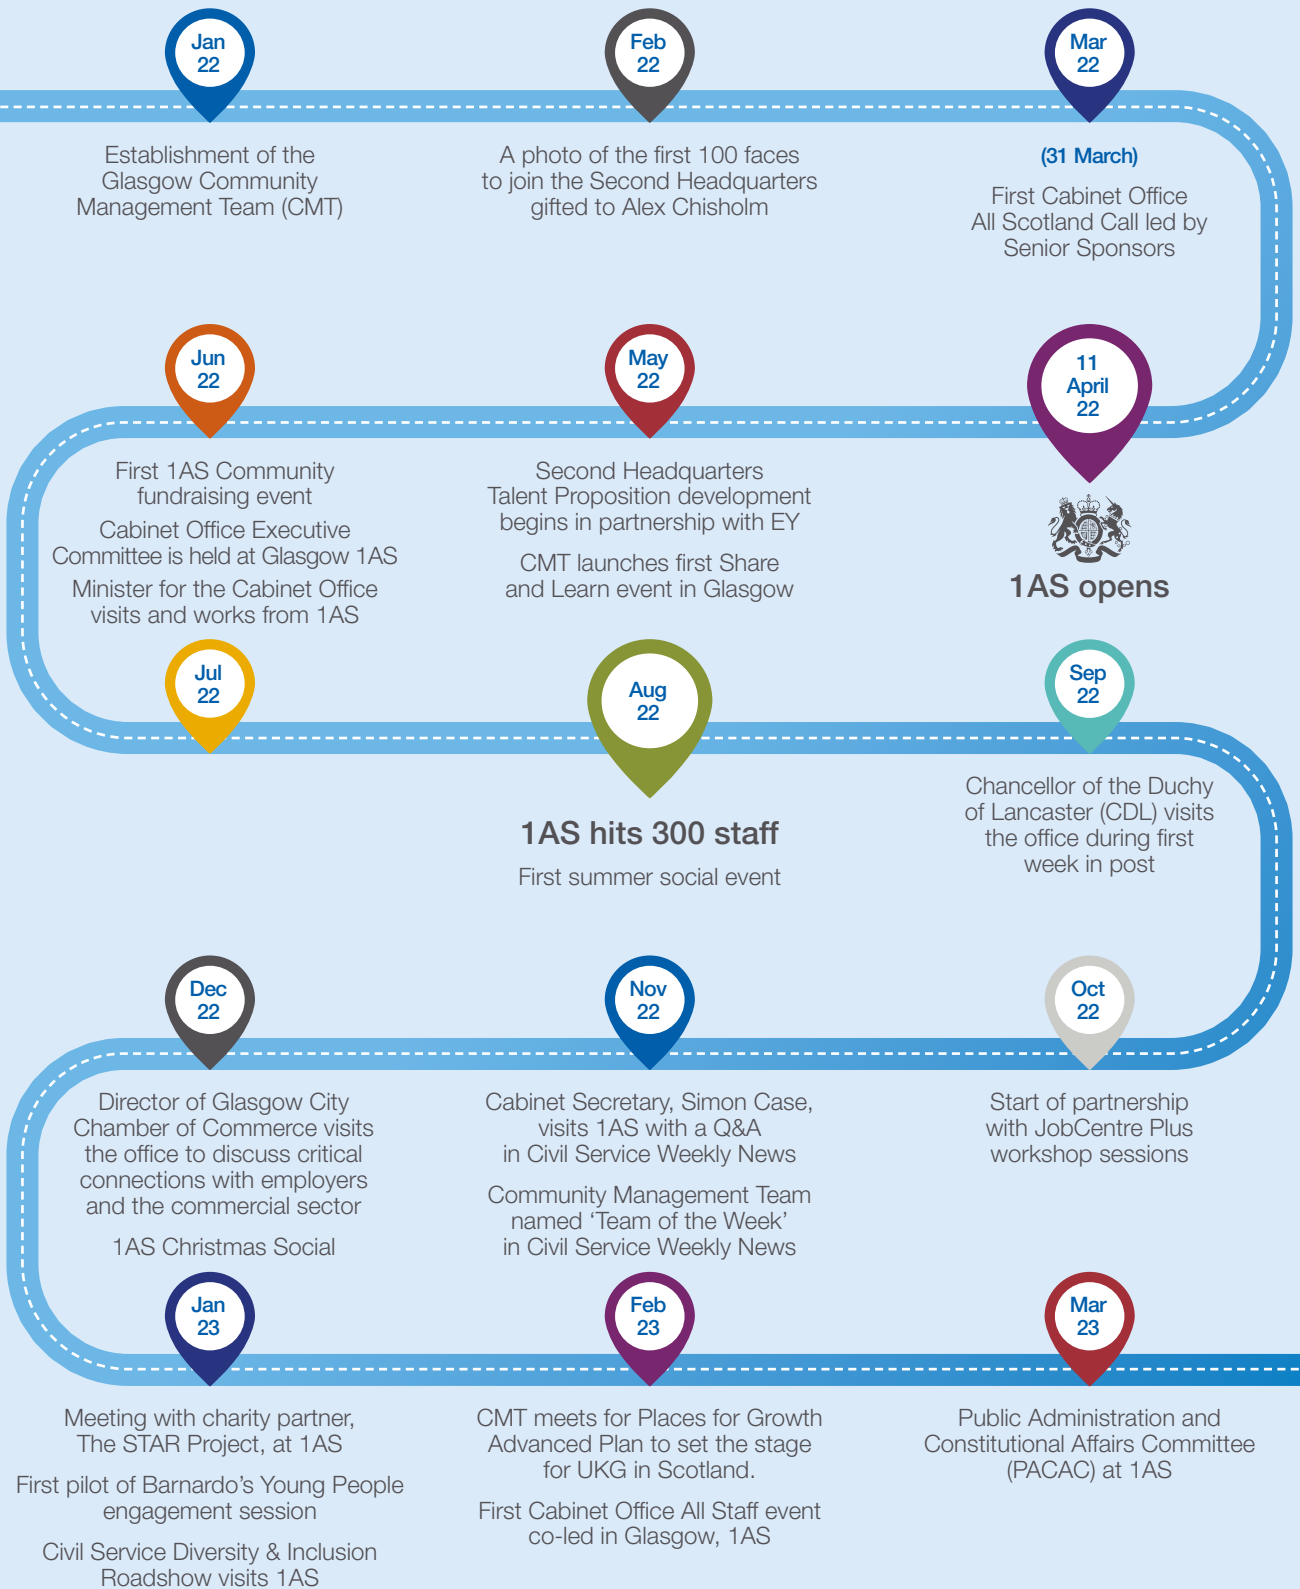 Jan
22
Establishment of the
Glasgow Community
Management Team (CMT)
Feb
22
A photo of the first 100 faces
to join the Second Headquarters
gifted to Alex Chisholm
Mar
22
(31 March)
First Cabinet Office
All Scotland Call led by
Senior Sponsors
11
April
22
1AS opens
May
22
Second Headquarters
Talent Proposition development
begins in partnership with EY
CMT launches first Share
and Learn event in Glasgow
Jun
22
First 1AS Community
fundraising event
Cabinet Office Executive
Committee is held at Glasgow 1AS
Minister for the Cabinet Office
visits and works from 1AS
Jul
22
Aug
22
1AS hits 300 staff
First summer social event
Sep
22
Chancellor of the Duchy
of Lancaster (CDL) visits
the office during first
week in post
Oct
22
Start of partnership
with JobCentre Plus
workshop sessions
Nov
22
Cabinet Secretary, Simon Case,
visits 1AS with a Q&A
in Civil Service Weekly News
Community Management Team
named ‘Team of the Week’
in Civil Service Weekly News
Dec
22
Director of Glasgow City
Chamber of Commerce visits
the office to discuss critical
connections with employers
and the commercial sector
1AS Christmas Social
Jan
23
Meeting with charity partner,
The STAR Project, at 1AS
First pilot of Barnardo’s Young People
engagement session
Civil Service Diversity & Inclusion
Roadshow visits 1AS
Feb
23
CMT meets for Places for Growth
Advanced Plan to set the stage
for UKG in Scotland.
First Cabinet Office All Staff event
co-led in Glasgow, 1AS
Mar
23
Public Administration and
Constitutional Affairs Committee
(PACAC) at 1AS